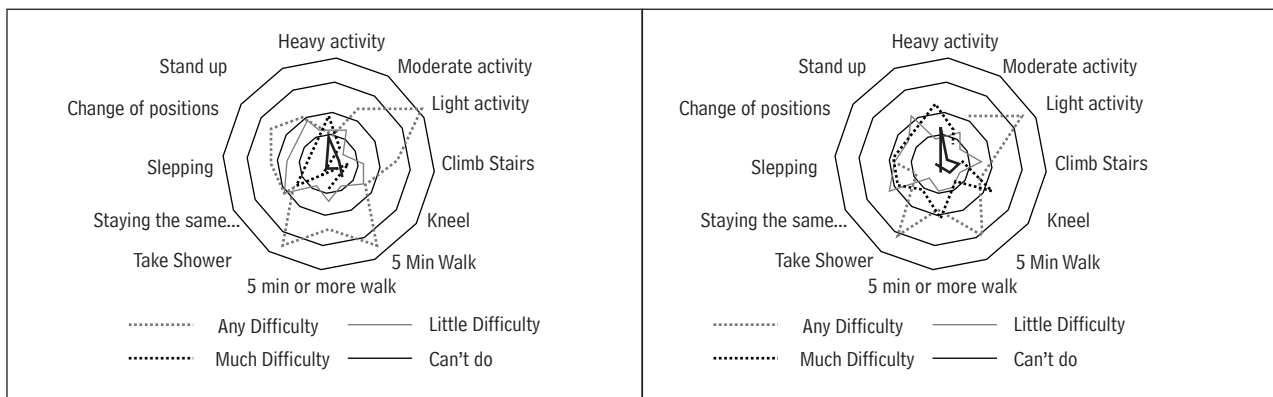 Heavy activity
Stand up
Moderate activity
Change of positions
Light activity
Slepping
Climb Stairs
Staying the same...
Kneel
Take Shower
5 Min Walk
5 min or more walk
Any Difficulty
Little Difficulty
Much Difficulty
Can't do
Heavy activity
Stand up
Moderate activity
Change of positions
Light activity
Slepping
Climb Stairs
Staying the same...
Kneel
Take Shower
5 Min Walk
5 min or more walk
Any Difficulty
Little Difficulty
Much Difficulty
Can't do